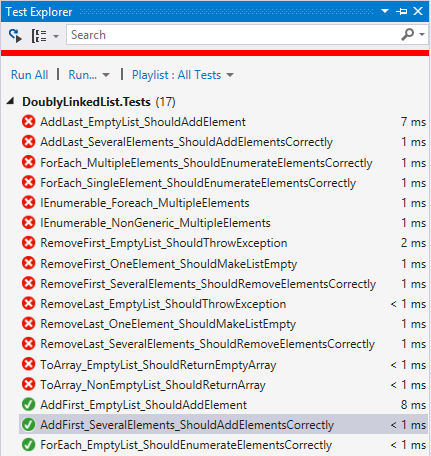 Test Explorer
Search
Run All | Run... | Playlist : All Tests
DoublyLinkedList.Tests (17)
AddLast_EmptyList_ShouldAddElement 7 ms
AddLast_SeveralElements_ShouldAddElementsCorrectly 1 ms
ForEach_MultipleElements_ShouldEnumerateElementsCorrectly 1 ms
ForEach_SingleElement_ShouldEnumerateElementsCorrectly 1 ms
IEnumerable_Foreach_MultipleElements 1 ms
IEnumerable_NonGeneric_MultipleElements 1 ms
RemoveFirst_EmptyList_ShouldThrowException 2 ms
RemoveFirst_OneElement_ShouldMakeListEmpty 1 ms
RemoveFirst_SeveralElements_ShouldRemoveElementsCorrectly 1 ms
RemoveLast_EmptyList_ShouldThrowException < 1 ms
RemoveLast_OneElement_ShouldMakeListEmpty 1 ms
RemoveLast_SeveralElements_ShouldRemoveElementsCorrectly 1 ms
ToArray_EmptyList_ShouldReturnEmptyArray < 1 ms
ToArray_NonEmptyList_ShouldReturnArray < 1 ms
AddFirst_EmptyList_ShouldAddElement 8 ms
AddFirst_SeveralElements_ShouldAddElementsCorrectly < 1 ms
ForEach_EmptyList_ShouldEnumerateElementsCorrectly < 1 ms